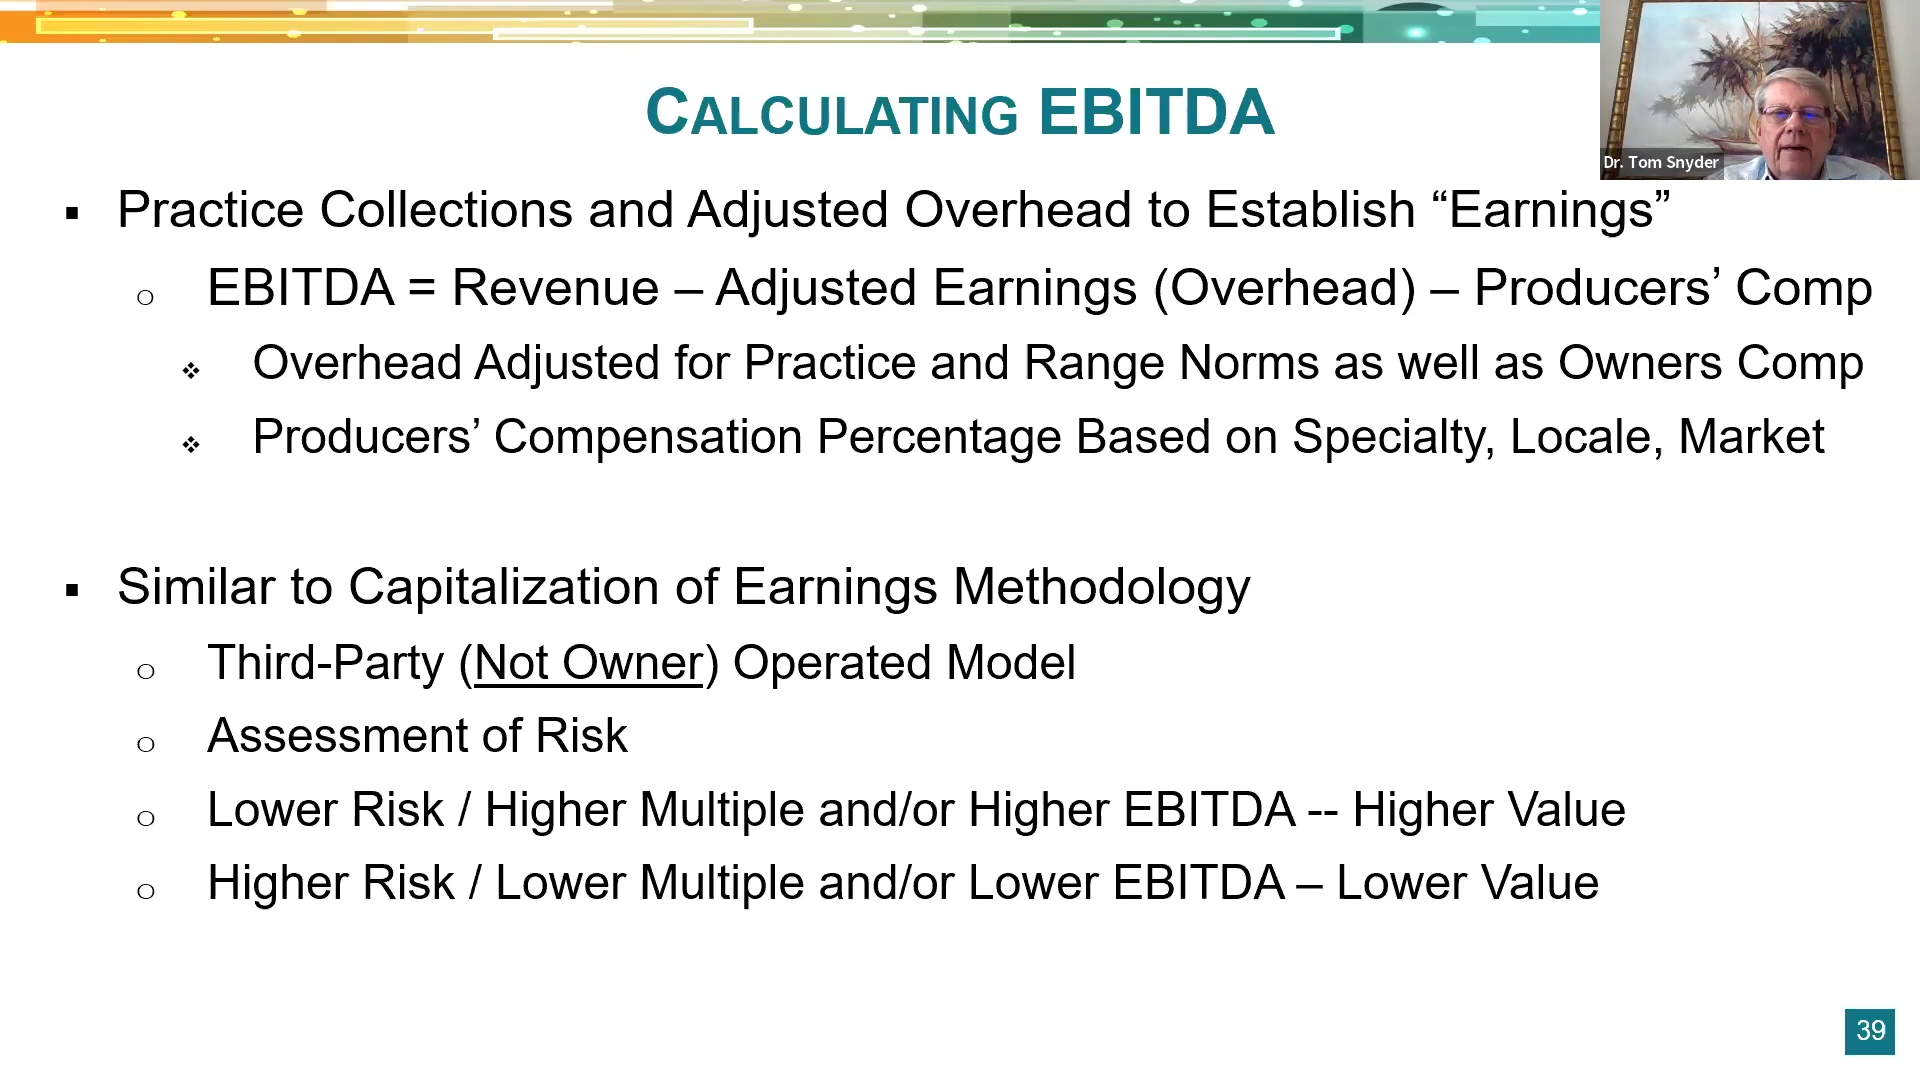 CALCULATING EBITDA
Dr. Tom Snyder
▪ Practice Collections and Adjusted Overhead to Establish “Earnings”
○ EBITDA = Revenue – Adjusted Earnings (Overhead) – Producers’ Comp
❖ Overhead Adjusted for Practice and Range Norms as well as Owners Comp
❖ Producers’ Compensation Percentage Based on Specialty, Locale, Market
▪ Similar to Capitalization of Earnings Methodology
○ Third-Party (Not Owner) Operated Model
○ Assessment of Risk
○ Lower Risk / Higher Multiple and/or Higher EBITDA -- Higher Value
○ Higher Risk / Lower Multiple and/or Lower EBITDA – Lower Value
39